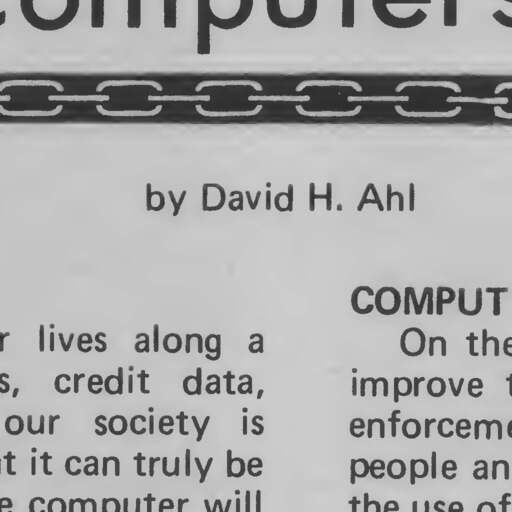 computers
by David H. Ahl
lives along a
credit data,
our society is
it can truly be
computer will
COMPUT
On the
improve
enforceme
people an
the use of